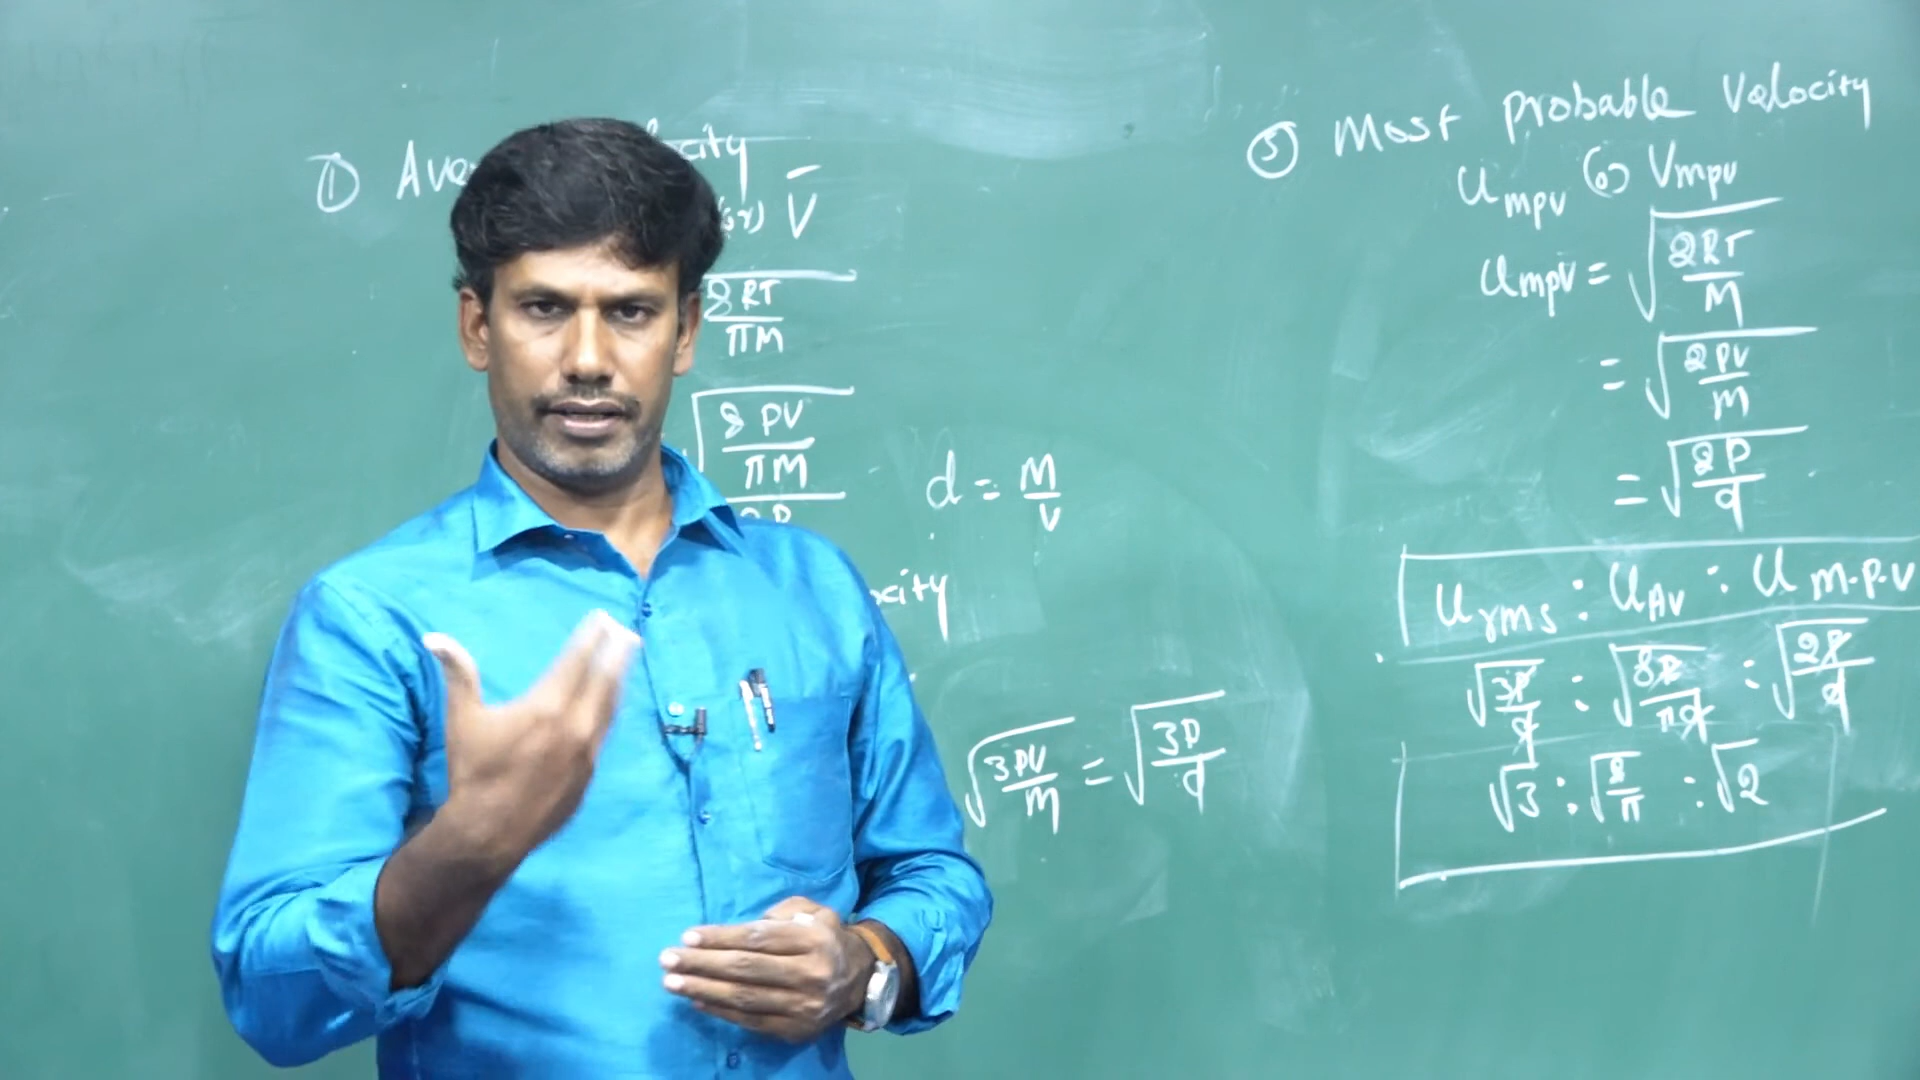 ① Ave city
(or) V̄
8RT/πM
√(8PV/πM)
d = M/V
city
√(3PV/M) = √(3P/d)
③ Most Probable Velocity
Umpv (o) Vmpv
Umpv = √(2RT/M)
= √(2PV/M)
= √(2P/d)
Urms : UAv : UM.P.V
√(3P/d) : √(8P/πd) : √(2P/d)
√3 : √(8/π) : √2